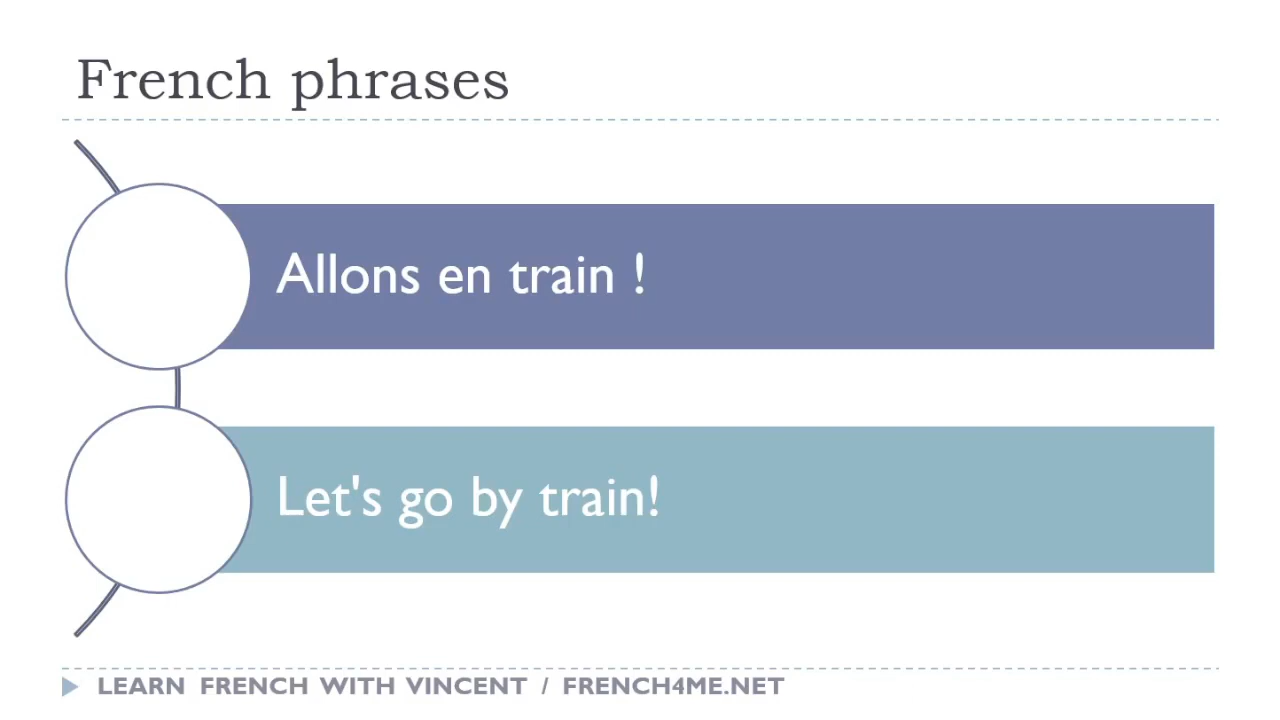 French phrases
Allons en train !
Let's go by train!
LEARN FRENCH WITH VINCENT / FRENCH4ME.NET